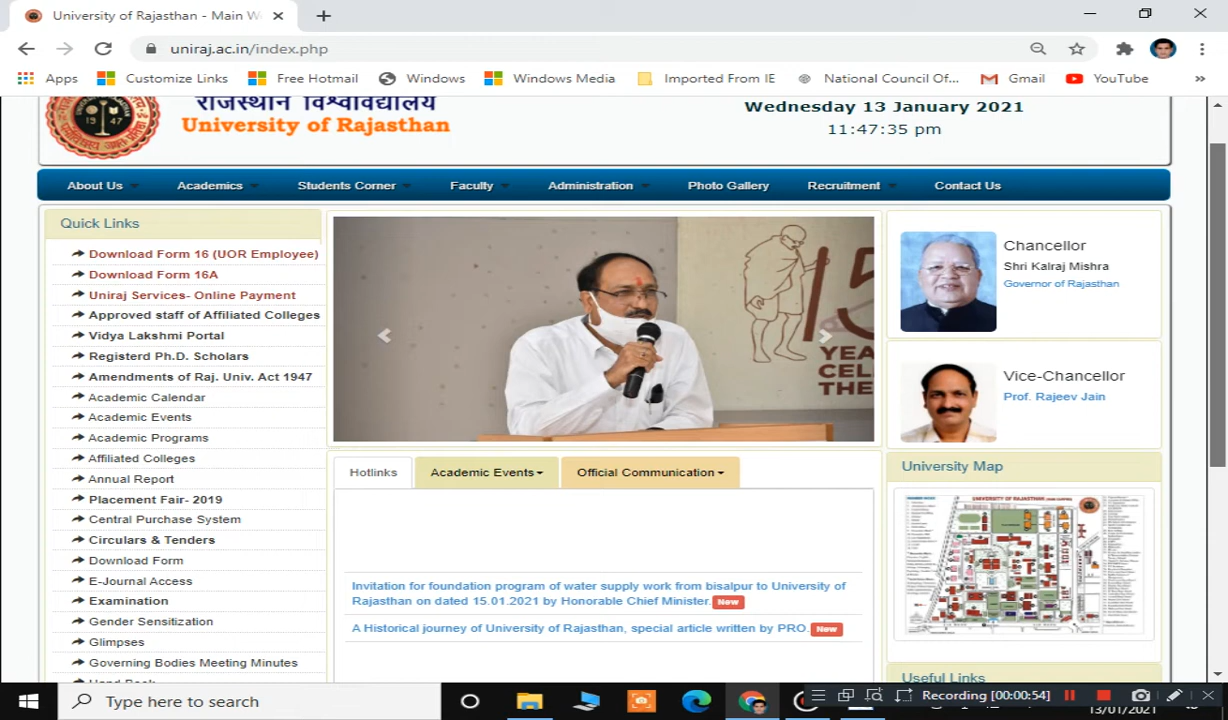 University of Rajasthan - Main W
uniraj.ac.in/index.php
Apps Customize Links Free Hotmail Windows Windows Media Imported From IE National Council Of... Gmail YouTube »
राजस्थान विश्वविद्यालय
University of Rajasthan
Wednesday 13 January 2021
11:47:35 pm
About Us Academics Students Corner Faculty Administration Photo Gallery Recruitment Contact Us
Quick Links
Download Form 16 (UOR Employee)
Download Form 16A
Uniraj Services- Online Payment
Approved staff of Affiliated Colleges
Vidya Lakshmi Portal
Registerd Ph.D. Scholars
Amendments of Raj. Univ. Act 1947
Academic Calendar
Academic Events
Academic Programs
Affiliated Colleges
Annual Report
Placement Fair- 2019
Central Purchase System
Circulars & Tenders
Download Form
E-Journal Access
Examination
Gender Sensitization
Glimpses
Governing Bodies Meeting Minutes
15
YEA
CEL
THE
Hotlinks Academic Events Official Communication
Invitation for foundation program of water supply work from bisalpur to University of
Rajasthan on dated 15.01.2021 by Honorable Chief Minister. New
A Historical journey of University of Rajasthan, special article written by PRO. New
Chancellor
Shri Kalraj Mishra
Governor of Rajasthan
Vice-Chancellor
Prof. Rajeev Jain
University Map
UNIVERSITY OF RAJASTHAN
Useful Links
Type here to search
Recording [00:00:54]
13/01/2021